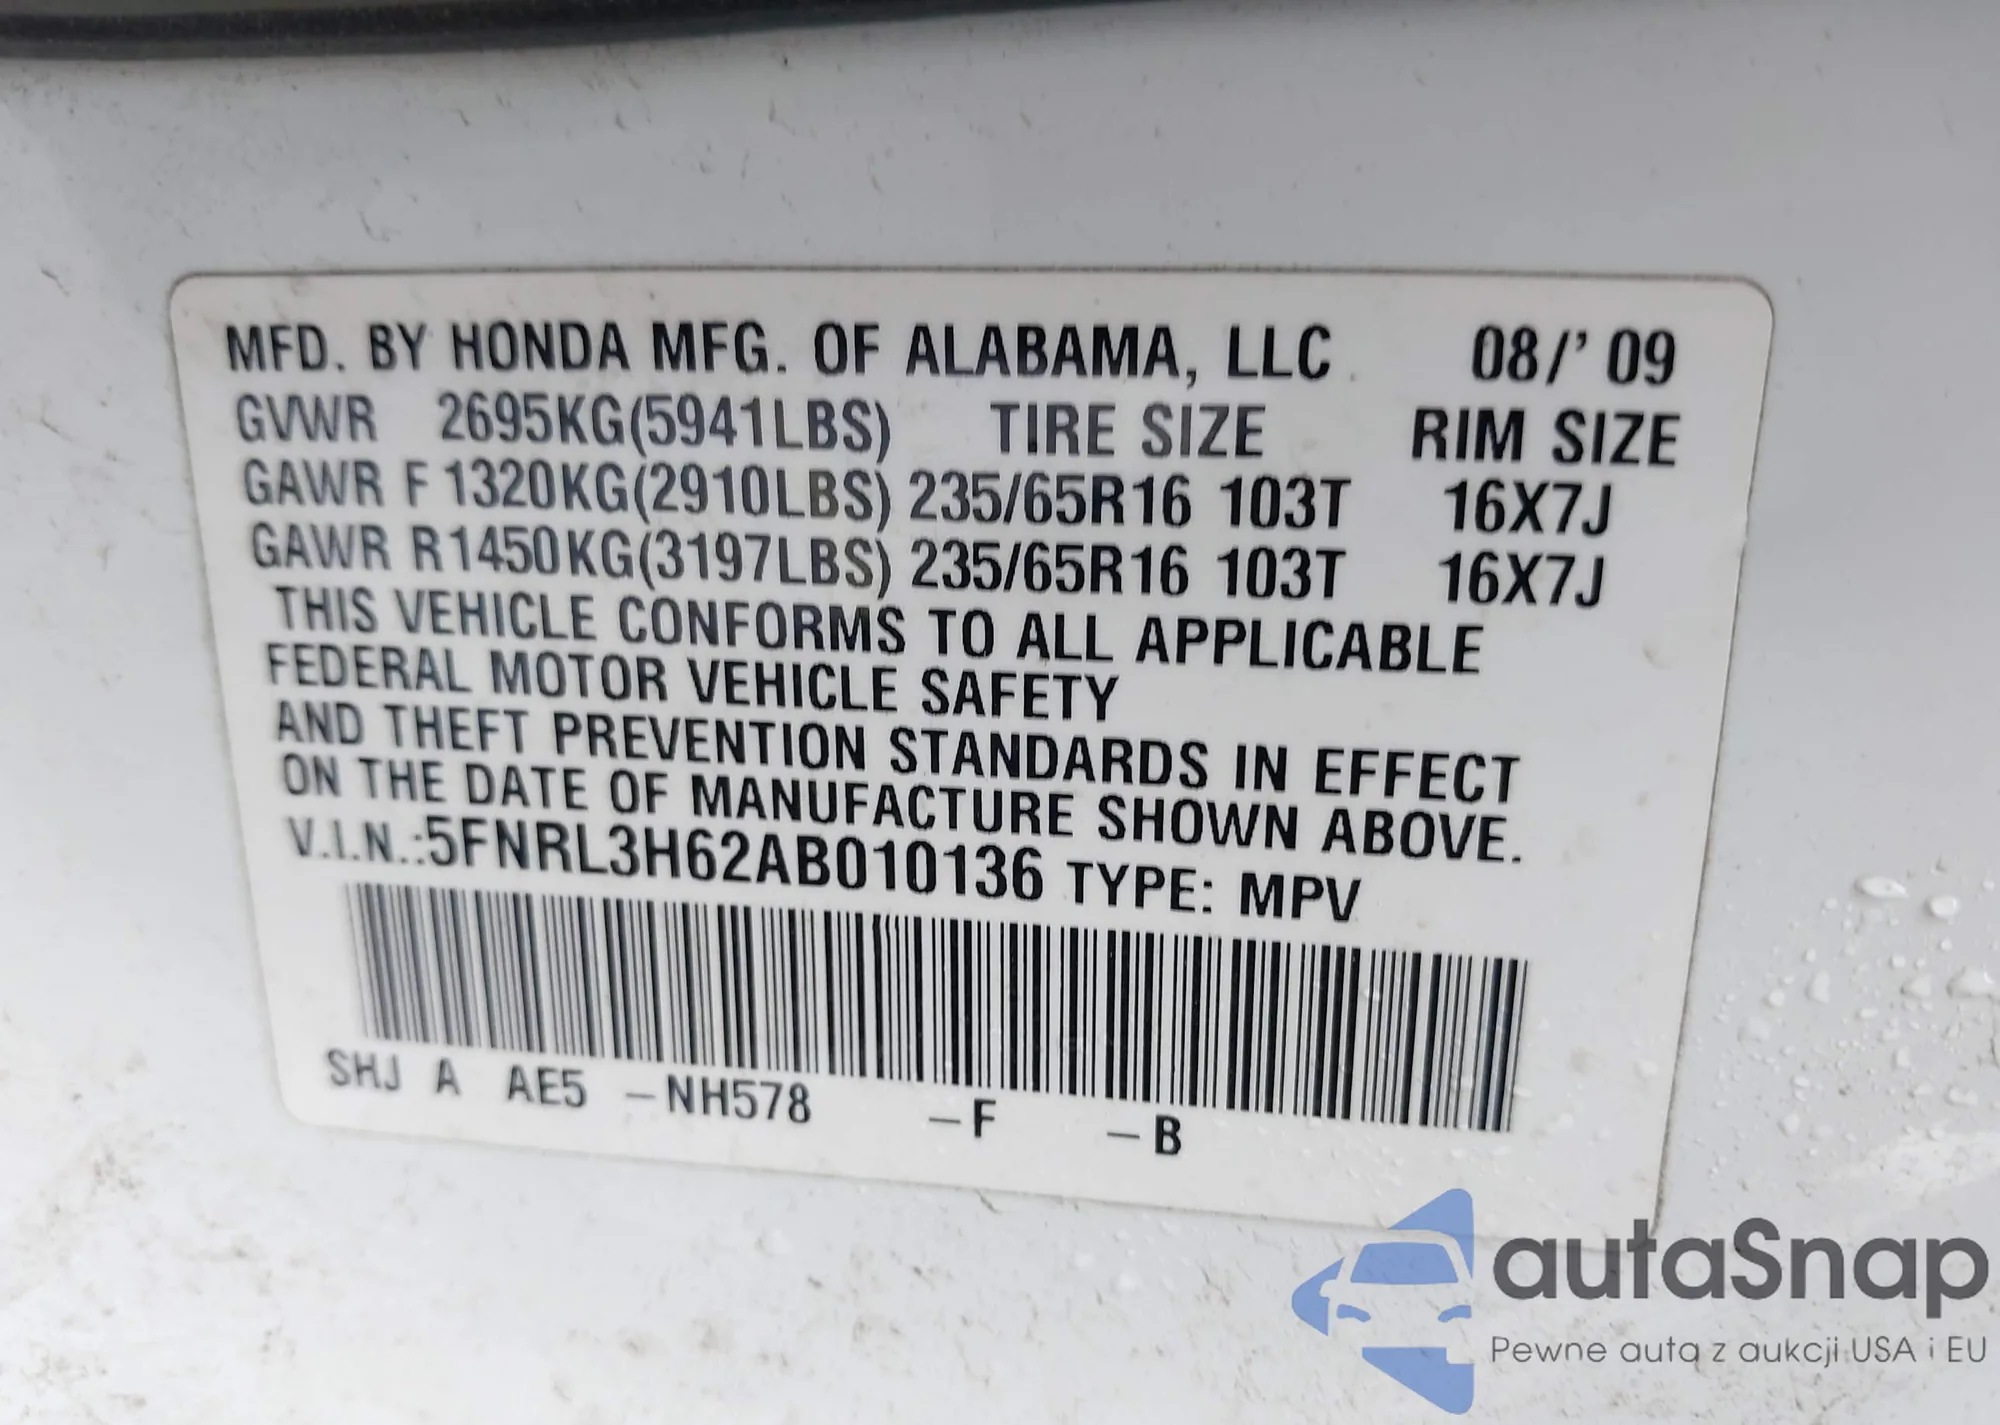 MFD. BY HONDA MFG. OF ALABAMA, LLC 08/' 09
GVWR 2695KG(5941LBS) TIRE SIZE RIM SIZE
GAWR F 1320KG(2910LBS) 235/65R16 103T 16X7J
GAWR R1450KG(3197LBS) 235/65R16 103T 16X7J
THIS VEHICLE CONFORMS TO ALL APPLICABLE
FEDERAL MOTOR VEHICLE SAFETY
AND THEFT PREVENTION STANDARDS IN EFFECT
ON THE DATE OF MANUFACTURE SHOWN ABOVE.
V.I.N.:5FNRL3H62AB010136 TYPE: MPV
SHJ A AE5 –NH578 –F –B
autaSnap
Pewne auta z aukcji USA i EU